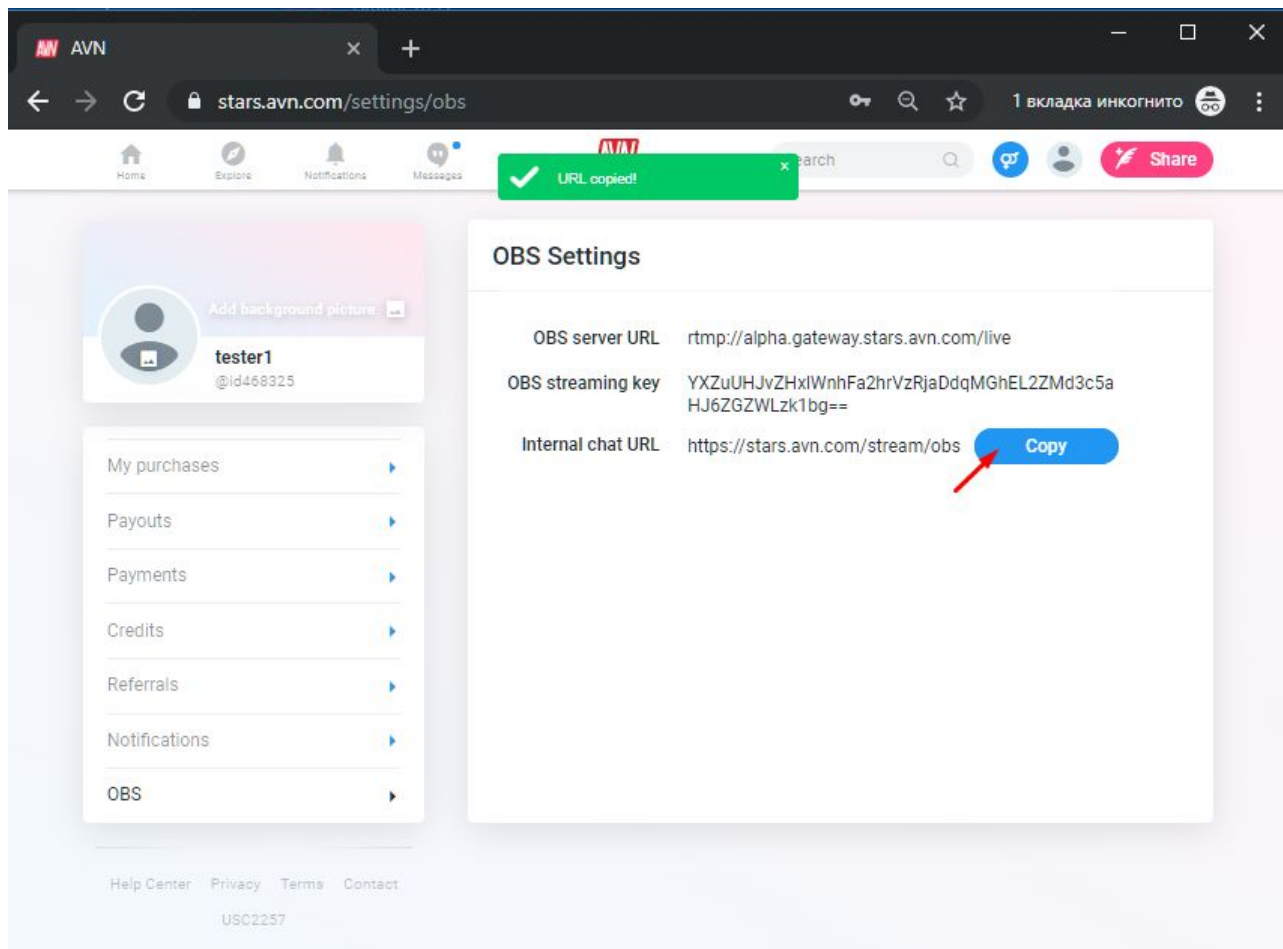 AVN AVN
stars.avn.com/settings/obs
1 вкладка инкогнито
Home Explore Notifications Messages
AVN
earch
Share
URL copied! x
OBS Settings
Add background picture
tester1
@id468325
OBS server URL rtmp://alpha.gateway.stars.avn.com/live
OBS streaming key YXZuUHJvZHxlWnhFa2hrVzRjaDdqMGhEL2ZMd3c5a
HJ6ZGZWLzk1bg==
Internal chat URL https://stars.avn.com/stream/obs Copy
My purchases
Payouts
Payments
Credits
Referrals
Notifications
OBS
Help Center Privacy Terms Contact
USC2257